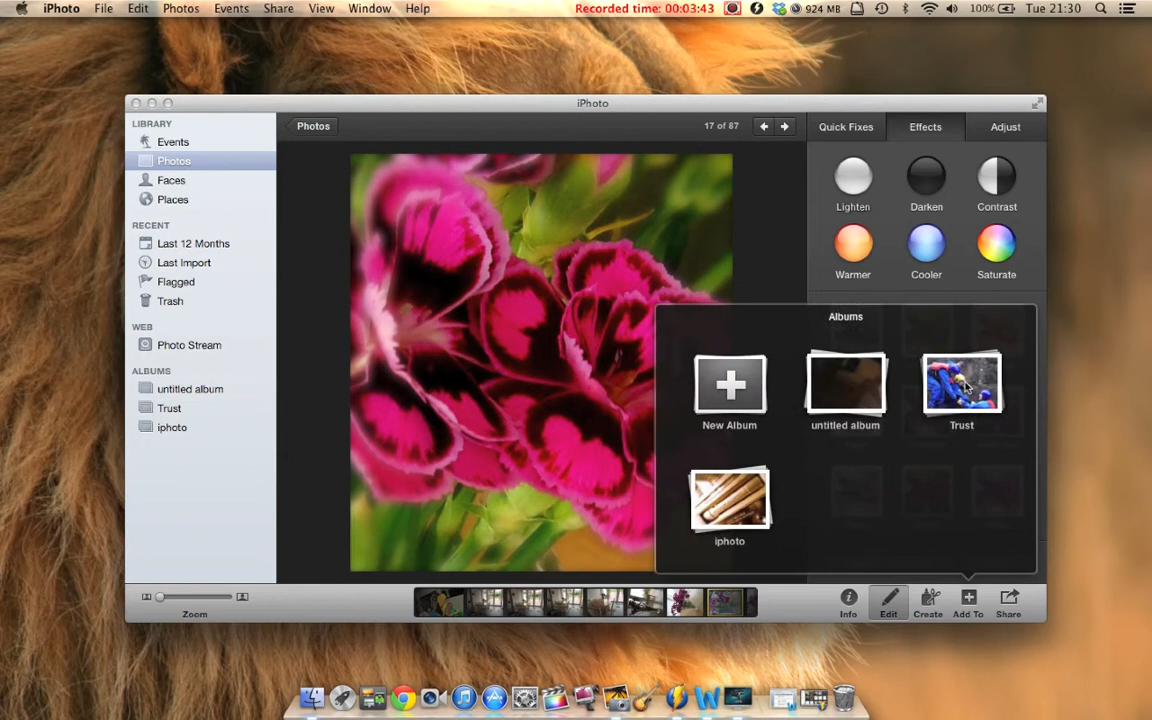 iPhoto File Edit Photos Events Share View Window Help Recorded time: 00:03:43 924 MB 100% Tue 21:30
iPhoto
LIBRARY
Events
Photos
Faces
Places
RECENT
Last 12 Months
Last Import
Flagged
Trash
WEB
Photo Stream
ALBUMS
untitled album
Trust
iphoto
Photos
17 of 87
Quick Fixes Effects Adjust
Lighten Darken Contrast
Warmer Cooler Saturate
Albums
New Album untitled album Trust
iphoto
Zoom
Info Edit Create Add To Share